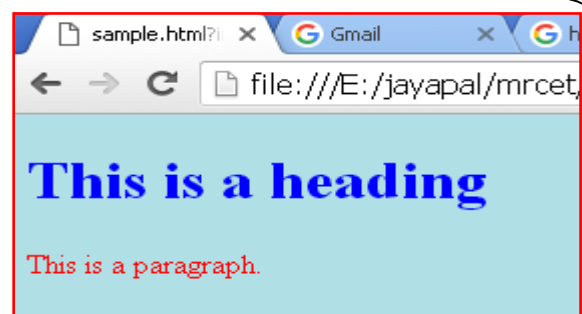 sample.html?i Gmail h
file:///E:/jayapal/mrcet/
This is a heading
This is a paragraph.